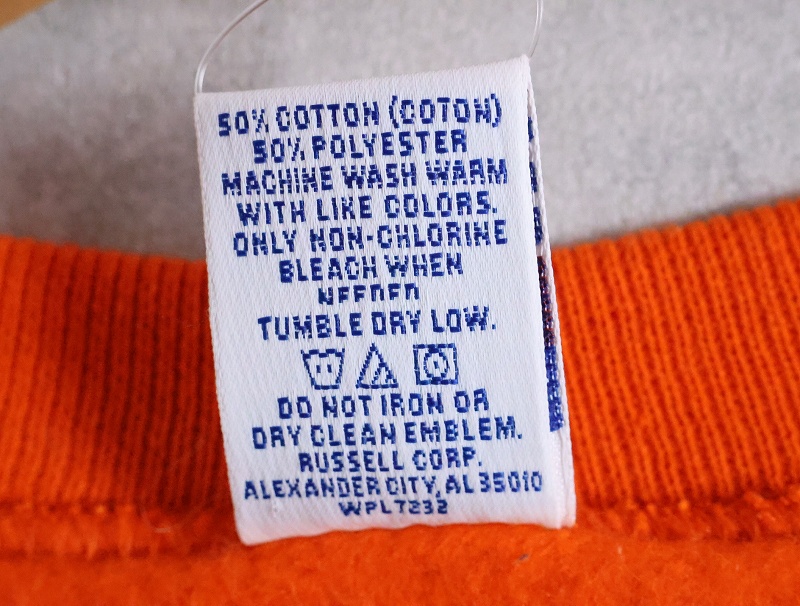 50% COTTON (COTON)
50% POLYESTER
MACHINE WASH WARM
WITH LIKE COLORS.
ONLY NON-CHLORINE
BLEACH WHEN
NEEDED
TUMBLE DRY LOW.
DO NOT IRON OR
DRY CLEAN EMBLEM.
RUSSELL CORP.
ALEXANDER CITY, AL 35010
WPL7232